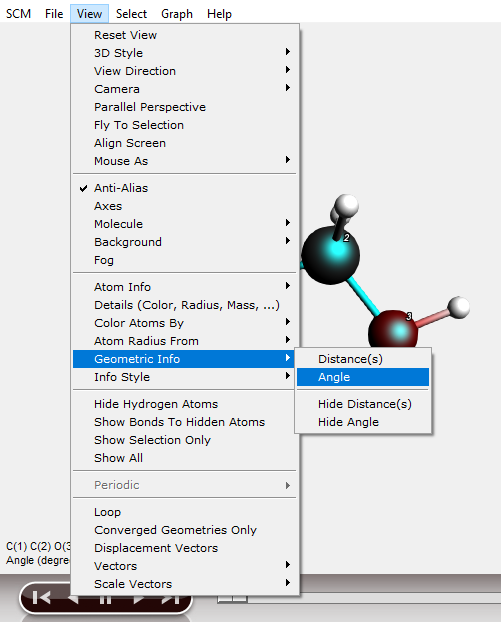 SCM File View Select Graph Help
Reset View
3D Style
View Direction
Camera
Parallel Perspective
Fly To Selection
Align Screen
Mouse As
Anti-Alias
Axes
Molecule
Background
Fog
Atom Info
Details (Color, Radius, Mass, ...)
Color Atoms By
Atom Radius From
Geometric Info
Info Style
Hide Hydrogen Atoms
Show Bonds To Hidden Atoms
Show Selection Only
Show All
Periodic
Loop
Converged Geometries Only
Displacement Vectors
Vectors
Scale Vectors
Distance(s)
Angle
Hide Distance(s)
Hide Angle
2
3
C(1) C(2) O(3
Angle (degre